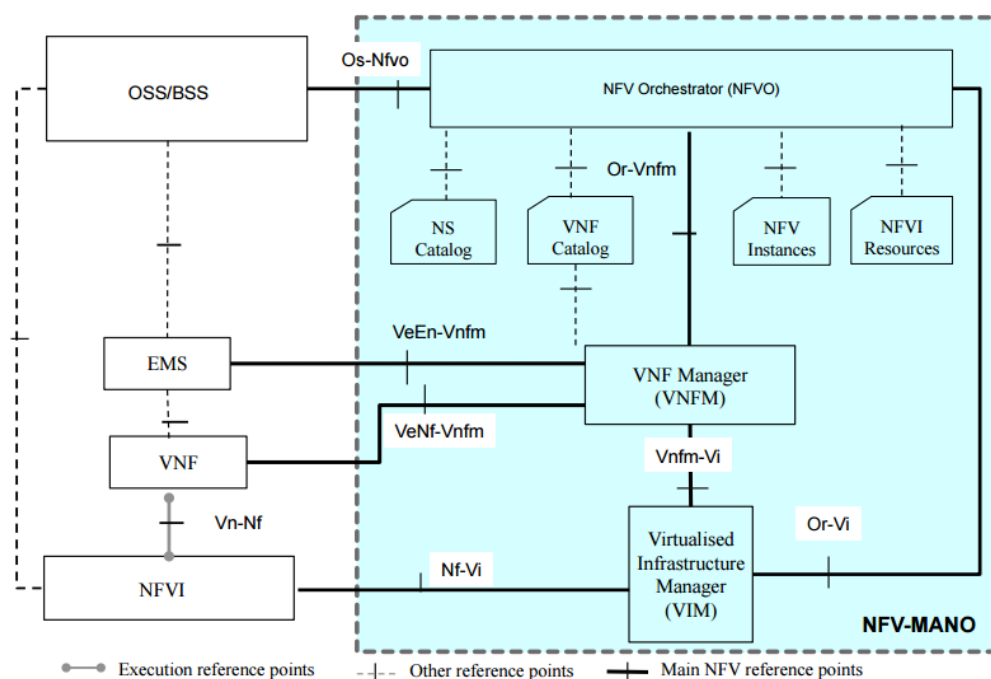 Os-Nfvo
OSS/BSS
NFV Orchestrator (NFVO)
Or-Vnfm
NS
Catalog
VNF
Catalog
NFV
Instances
NFVI
Resources
VeEn-Vnfm
EMS
VNF Manager
(VNFM)
VeNf-Vnfm
VNF
Vnfm-Vi
Vn-Nf
Or-Vi
Virtualised
Infrastructure
Manager
(VIM)
Nf-Vi
NFVI
NFV-MANO
Execution reference points
Other reference points
Main NFV reference points